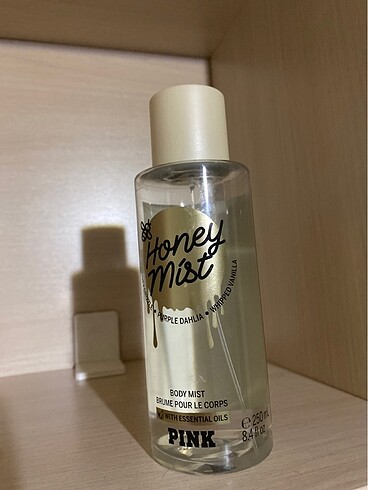 Honey
Mist
• PURPLE DAHLIA • WHIPPED VANILLA
BODY MIST
BRUME POUR LE CORPS
WITH ESSENTIAL OILS
PINK
℮ 250 mL
8.4 fl oz